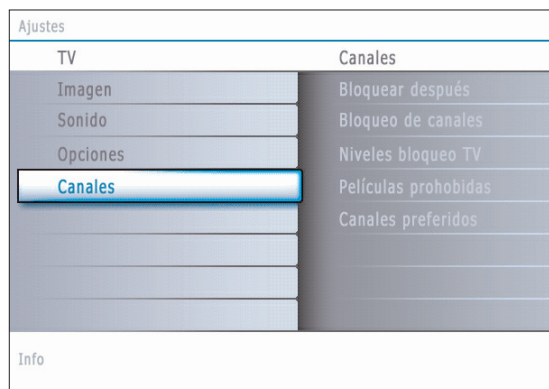 Ajustes
TV
Canales
Imagen
Bloquear después
Sonido
Bloqueo de canales
Opciones
Niveles bloqueo TV
Canales
Películas prohibidas
Canales preferidos
Info